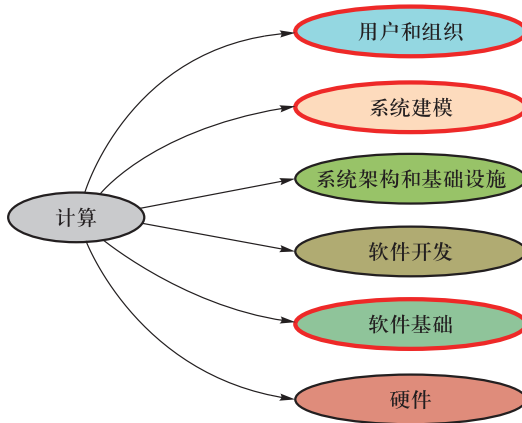 用户和组织
系统建模
系统架构和基础设施
计算
软件开发
软件基础
硬件